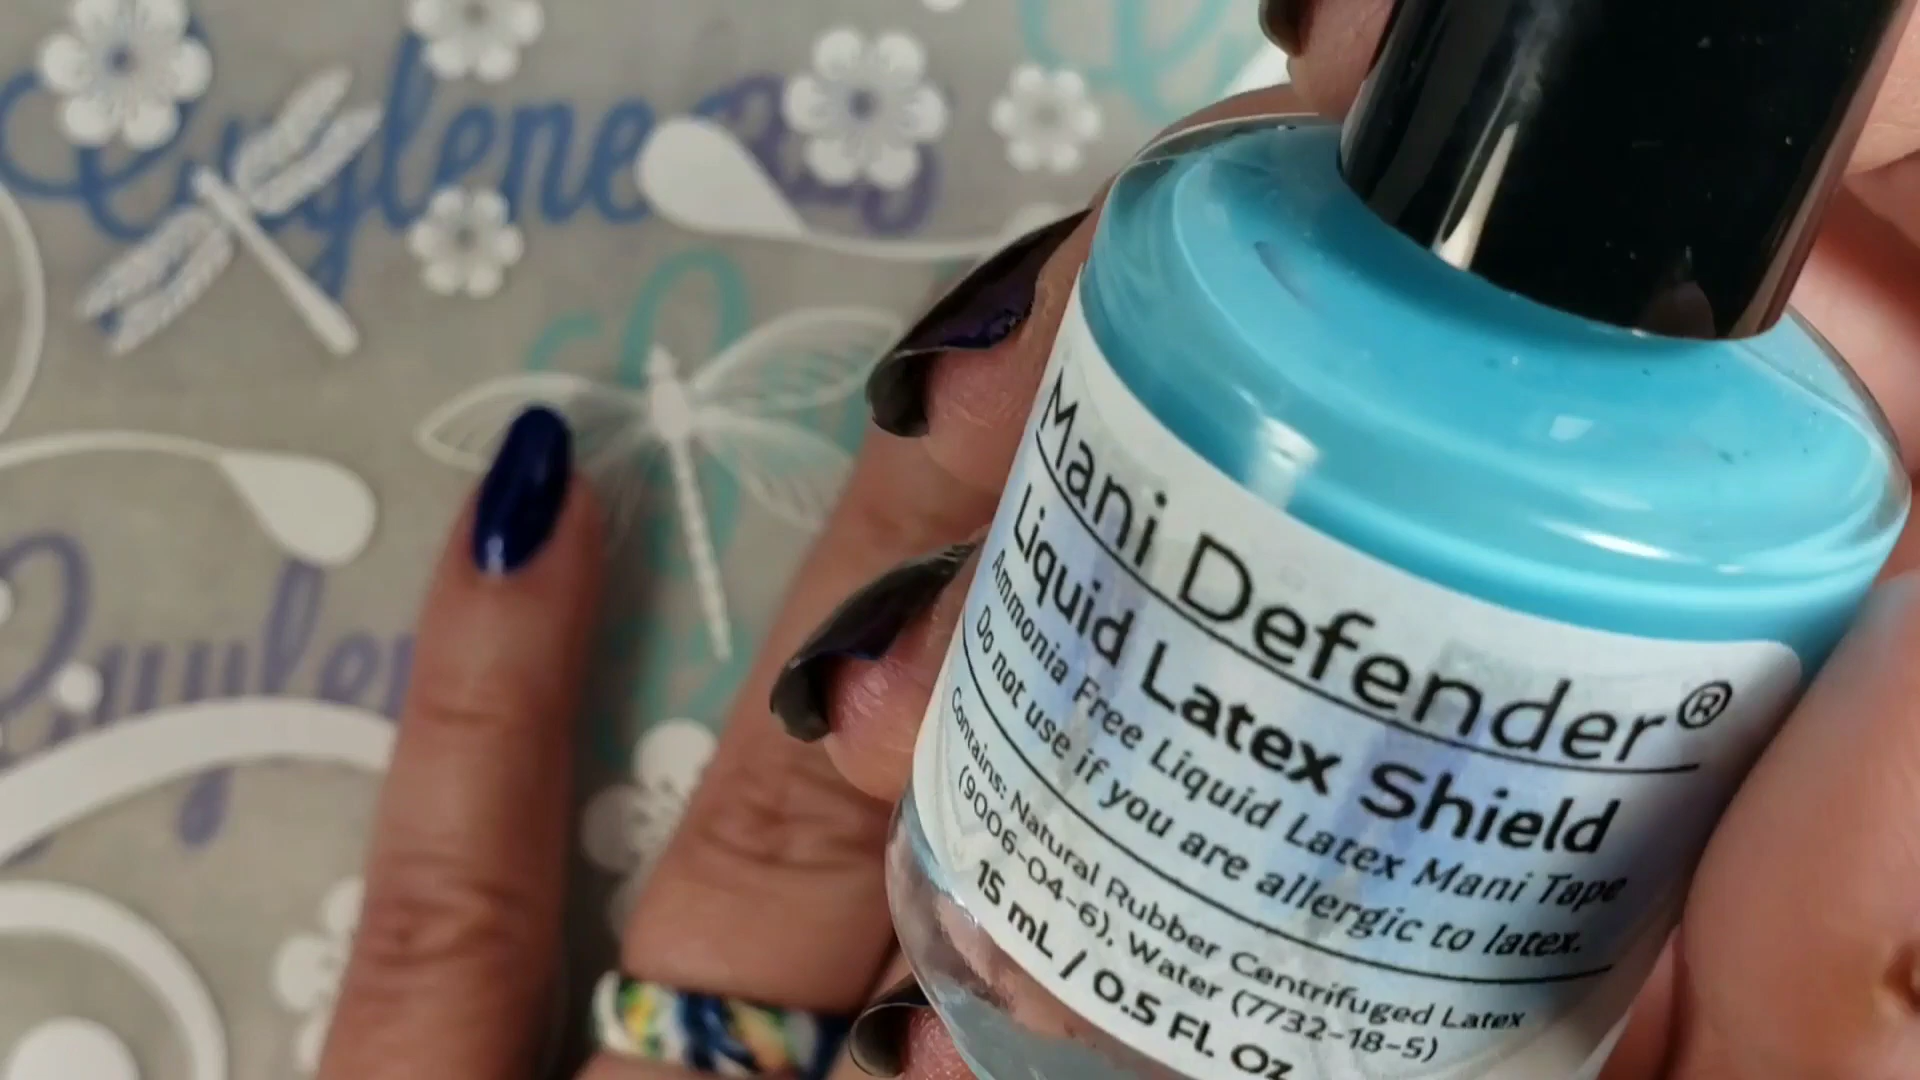 Mani Defender®
Liquid Latex Shield
Ammonia Free Liquid Latex Mani Tape
Do not use if you are allergic to latex.
Contains: Natural Rubber Centrifuged Latex
(9006-04-6), Water (7732-18-5)
15 mL / 0.5 Fl. Oz